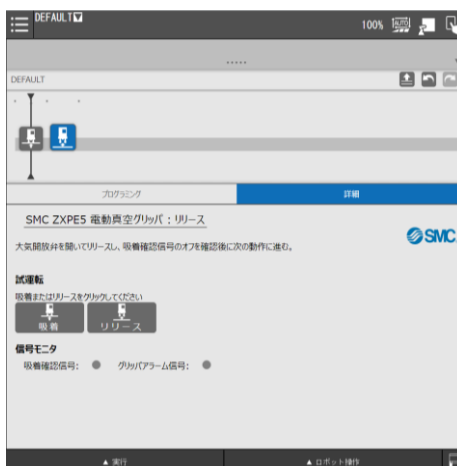 DEFAULT
100%
AUTO
DEFAULT
プログラミング
詳細
SMC ZXPE5 電動真空グリッパ：リリース
SMC
大気開放弁を開いてリリースし、吸着確認信号のオフを確認後に次の動作に進む。
試運転
吸着またはリリースをクリックしてください
吸着
リリース
信号モニタ
吸着確認信号:
グリッパアラーム信号:
▲ 実行
▲ ロボット操作